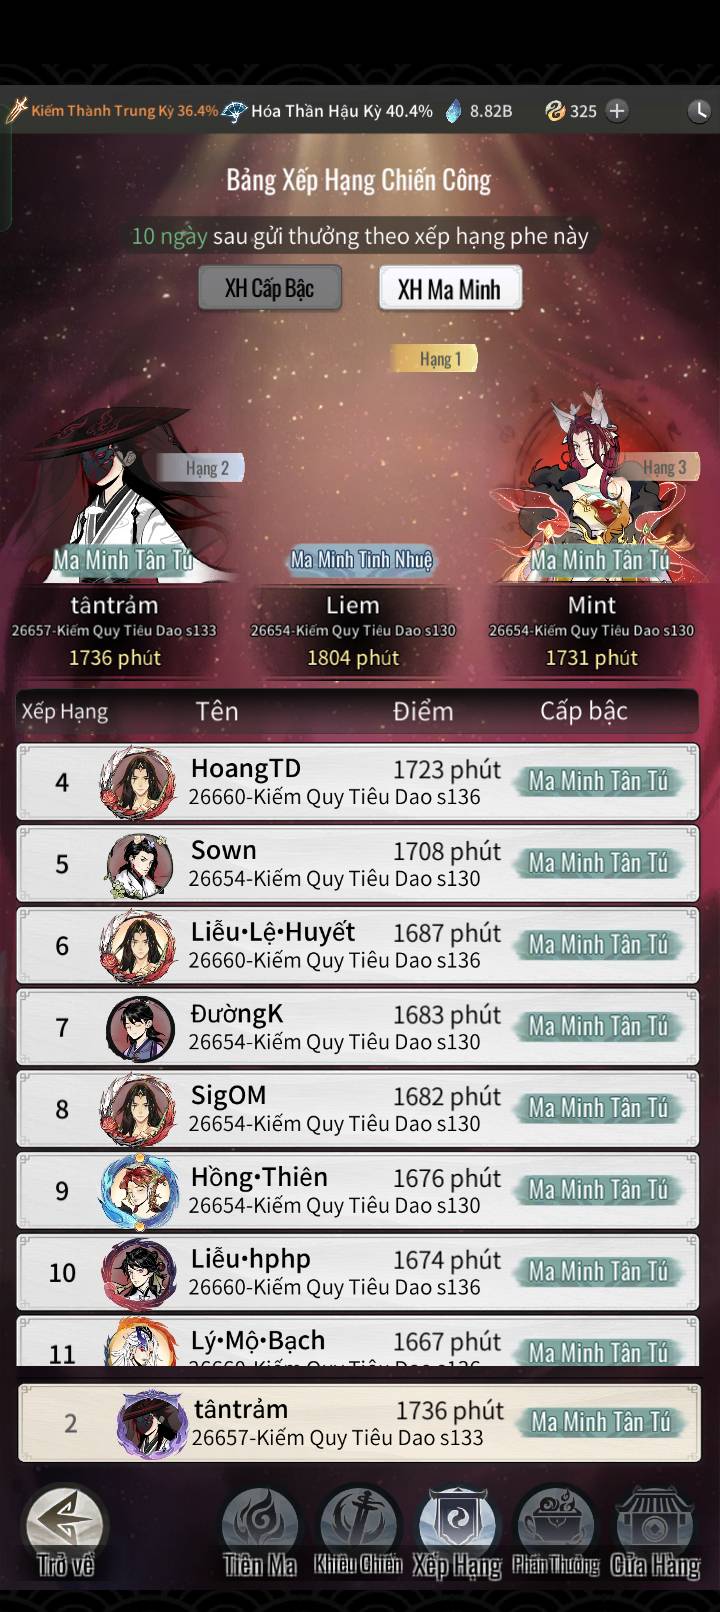 Kiếm Thành Trung Kỳ 36.4% Hóa Thần Hậu Kỳ 40.4% 8.82B 325 +
Bảng Xếp Hạng Chiến Công
10 ngày sau gửi thưởng theo xếp hạng phe này
XH Cấp Bậc XH Ma Minh
Hạng 1
Hạng 2 Hạng 3
Ma Minh Tân Tú Ma Minh Tinh Nhuệ Ma Minh Tân Tú
tântrảm Liem Mint
26657-Kiếm Quy Tiêu Dao s133 26654-Kiếm Quy Tiêu Dao s130 26654-Kiếm Quy Tiêu Dao s130
1736 phút 1804 phút 1731 phút
Xếp Hạng Tên Điểm Cấp bậc
4 HoangTD 1723 phút Ma Minh Tân Tú
26660-Kiếm Quy Tiêu Dao s136
5 Sown 1708 phút Ma Minh Tân Tú
26654-Kiếm Quy Tiêu Dao s130
6 Liễu•Lệ•Huyết 1687 phút Ma Minh Tân Tú
26660-Kiếm Quy Tiêu Dao s136
7 ĐườngK 1683 phút Ma Minh Tân Tú
26654-Kiếm Quy Tiêu Dao s130
8 SigOM 1682 phút Ma Minh Tân Tú
26654-Kiếm Quy Tiêu Dao s130
9 Hồng•Thiên 1676 phút Ma Minh Tân Tú
26654-Kiếm Quy Tiêu Dao s130
10 Liễu•hphp 1674 phút Ma Minh Tân Tú
26660-Kiếm Quy Tiêu Dao s136
11 Lý•Mộ•Bạch 1667 phút Ma Minh Tân Tú
2 tântrảm 1736 phút Ma Minh Tân Tú
26657-Kiếm Quy Tiêu Dao s133
Trở về Tiên Ma Khiêu Chiến Xếp Hạng Phần Thưởng Cửa Hàng